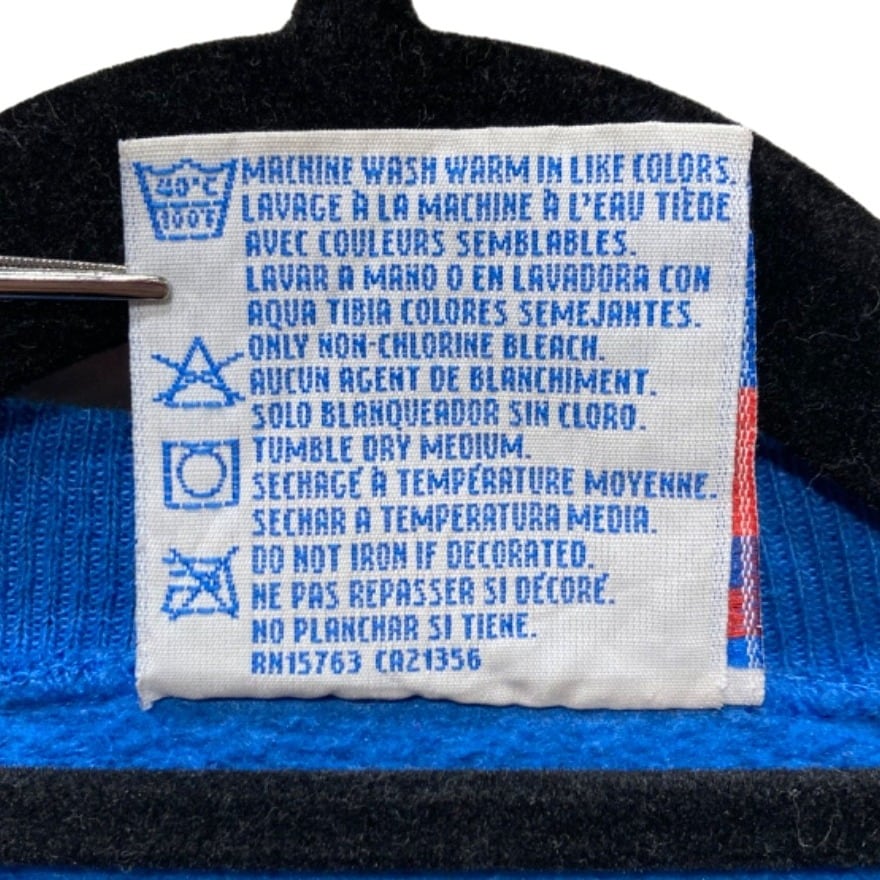 40°C
100°F
MACHINE WASH WARM IN LIKE COLORS.
LAVAGE À LA MACHINE À L'EAU TIÈDE
AVEC COULEURS SEMBLABLES.
LAVAR A MANO O EN LAVADORA CON
AQUA TIBIA COLORES SEMEJANTES.
ONLY NON-CHLORINE BLEACH.
AUCUN AGENT DE BLANCHIMENT.
SOLO BLANQUEADOR SIN CLORO.
TUMBLE DRY MEDIUM.
SECHAGÉ A TEMPÉRATURE MOYENNE.
SECHAR A TEMPERATURA MEDIA.
DO NOT IRON IF DECORATED.
NE PAS REPASSER SI DÉCORÉ.
NO PLANCHAR SI TIENE.
RN15763 CA21356